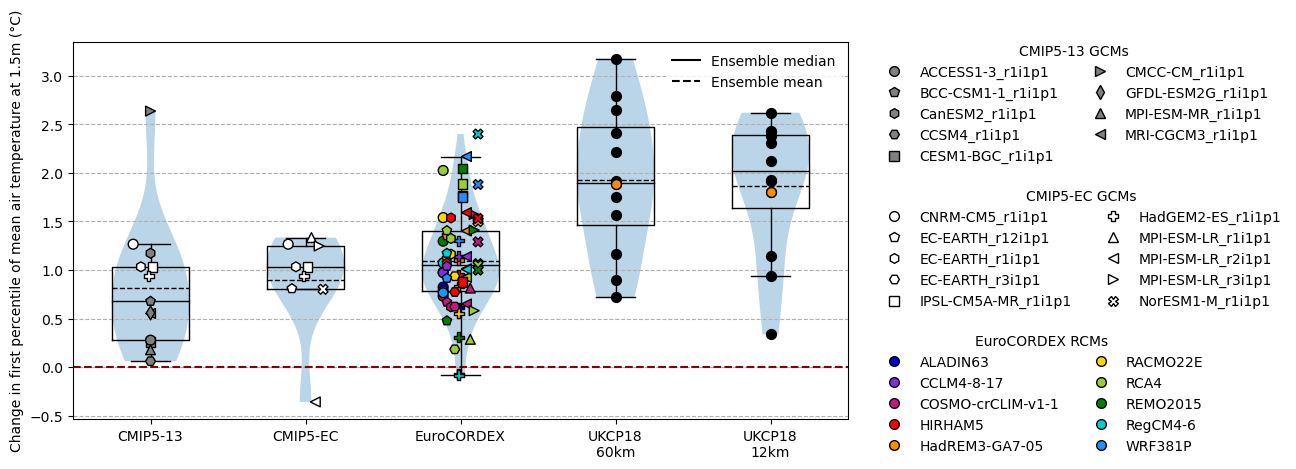 Change in first percentile of mean air temperature at 1.5m (°C)
3.0
2.5
2.0
1.5
1.0
0.5
0.0
−0.5
Ensemble median
Ensemble mean
CMIP5-13
CMIP5-EC
EuroCORDEX
UKCP18
60km
UKCP18
12km
CMIP5-13 GCMs
ACCESS1-3_r1i1p1
BCC-CSM1-1_r1i1p1
CanESM2_r1i1p1
CCSM4_r1i1p1
CESM1-BGC_r1i1p1
CMCC-CM_r1i1p1
GFDL-ESM2G_r1i1p1
MPI-ESM-MR_r1i1p1
MRI-CGCM3_r1i1p1
CMIP5-EC GCMs
CNRM-CM5_r1i1p1
EC-EARTH_r12i1p1
EC-EARTH_r1i1p1
EC-EARTH_r3i1p1
IPSL-CM5A-MR_r1i1p1
HadGEM2-ES_r1i1p1
MPI-ESM-LR_r1i1p1
MPI-ESM-LR_r2i1p1
MPI-ESM-LR_r3i1p1
NorESM1-M_r1i1p1
EuroCORDEX RCMs
ALADIN63
CCLM4-8-17
COSMO-crCLIM-v1-1
HIRHAM5
HadREM3-GA7-05
RACMO22E
RCA4
REMO2015
RegCM4-6
WRF381P